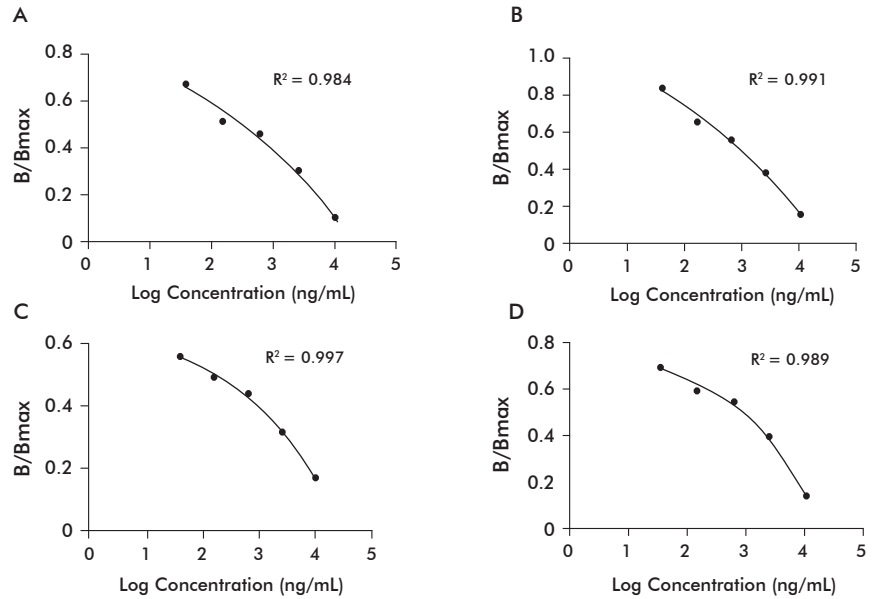 A
B/Bmax
0.8
0.6
0.4
0.2
0
R² = 0.984
0 1 2 3 4 5
Log Concentration (ng/mL)
B
B/Bmax
1.0
0.8
0.6
0.4
0.2
0
R² = 0.991
0 1 2 3 4 5
Log Concentration (ng/mL)
C
B/Bmax
0.6
0.4
0.2
0
R² = 0.997
0 1 2 3 4 5
Log Concentration (ng/mL)
D
B/Bmax
0.8
0.6
0.4
0.2
0
R² = 0.989
0 1 2 3 4 5
Log Concentration (ng/mL)